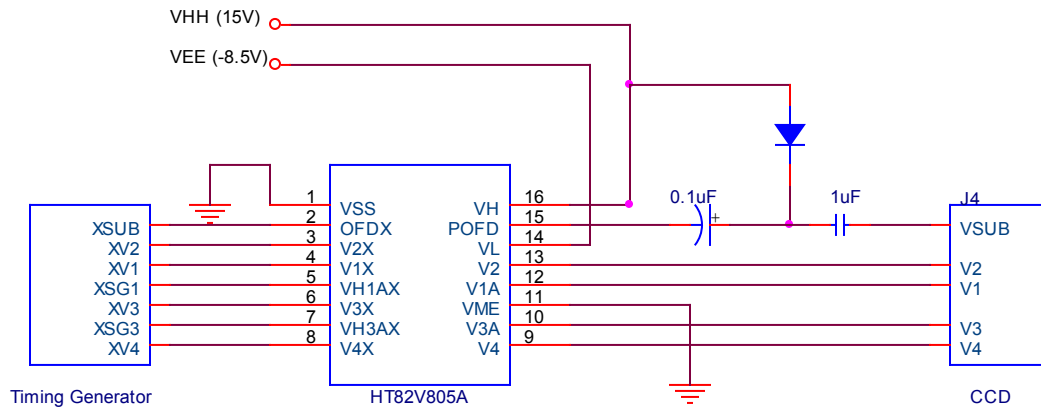 VHH (15V)
VEE (-8.5V)
1 VSS VH 16
XSUB 2 OFDX POFD 15 0.1uF + 1uF J4 VSUB
XV2 3 V2X VL 14
XV1 4 V1X V2 13 V2
XSG1 5 VH1AX V1A 12 V1
XV3 6 V3X VME 11
XSG3 7 VH3AX V3A 10 V3
XV4 8 V4X V4 9 V4
Timing Generator HT82V805A CCD